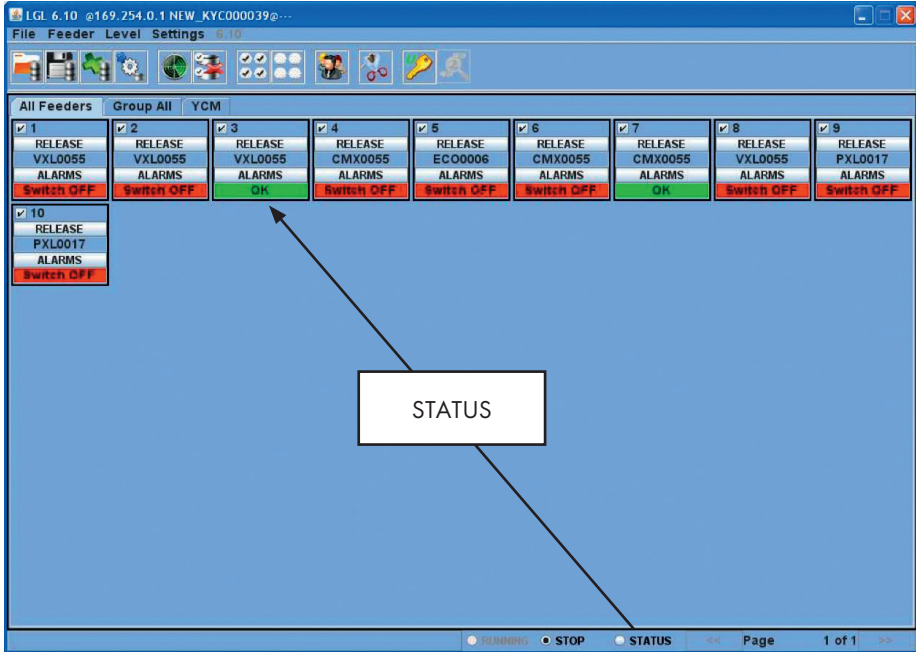 LGL 6.10 @169.254.0.1 NEW_KYC000039@---
File Feeder Level Settings 6.10
All Feeders Group All YCM
1 2 3 4 5 6 7 8 9
RELEASE RELEASE RELEASE RELEASE RELEASE RELEASE RELEASE RELEASE RELEASE
VXL0055 VXL0055 VXL0055 CMX0055 ECO0006 CMX0055 CMX0055 VXL0055 PXL0017
ALARMS ALARMS ALARMS ALARMS ALARMS ALARMS ALARMS ALARMS ALARMS
Switch OFF Switch OFF OK Switch OFF Switch OFF Switch OFF OK Switch OFF Switch OFF
10
RELEASE
PXL0017
ALARMS
Switch OFF
STATUS
RUNNING STOP STATUS << Page 1 of 1 >>